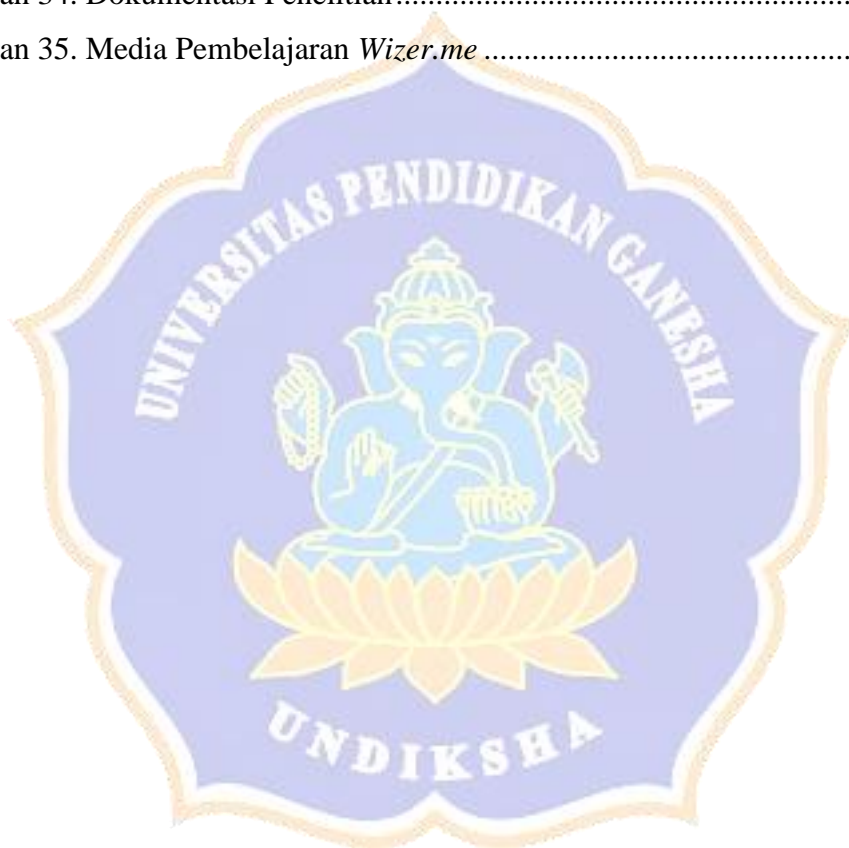 an 34. Dokumentasi Penelitian.............................................................
an 35. Media Pembelajaran Wizer.me .............................................
UNIVERSITAS PENDIDIKAN GANESHA
UNDIKSHA